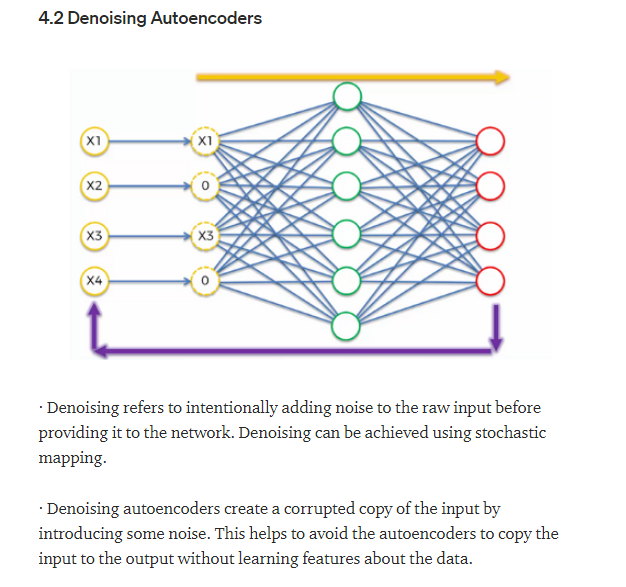 4.2 Denoising Autoencoders
X1 X1
X2 0
X3 X3
X4 0
· Denoising refers to intentionally adding noise to the raw input before
providing it to the network. Denoising can be achieved using stochastic
mapping.
· Denoising autoencoders create a corrupted copy of the input by
introducing some noise. This helps to avoid the autoencoders to copy the
input to the output without learning features about the data.